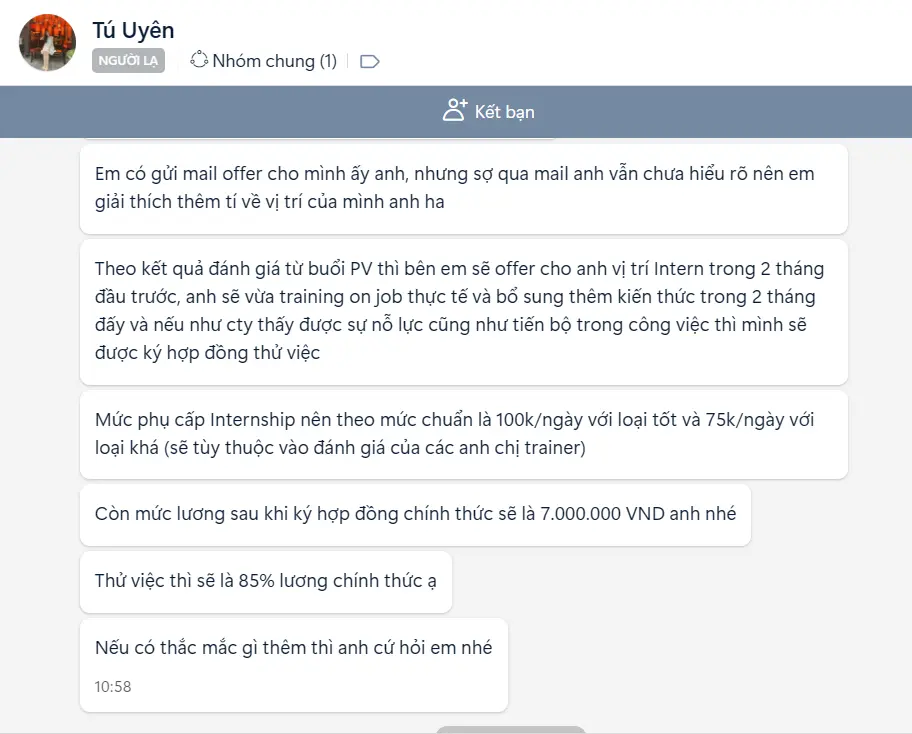 Tú Uyên
NGƯỜI LẠ
Nhóm chung (1)
Kết bạn
Em có gửi mail offer cho mình ấy anh, nhưng sợ qua mail anh vẫn chưa hiểu rõ nên em
giải thích thêm tí về vị trí của mình anh ha
Theo kết quả đánh giá từ buổi PV thì bên em sẽ offer cho anh vị trí Intern trong 2 tháng
đầu trước, anh sẽ vừa training on job thực tế và bổ sung thêm kiến thức trong 2 tháng
đấy và nếu như cty thấy được sự nỗ lực cũng như tiến bộ trong công việc thì mình sẽ
được ký hợp đồng thử việc
Mức phụ cấp Internship nên theo mức chuẩn là 100k/ngày với loại tốt và 75k/ngày với
loại khá (sẽ tùy thuộc vào đánh giá của các anh chị trainer)
Còn mức lương sau khi ký hợp đồng chính thức sẽ là 7.000.000 VND anh nhé
Thử việc thì sẽ là 85% lương chính thức ạ
Nếu có thắc mắc gì thêm thì anh cứ hỏi em nhé
10:58